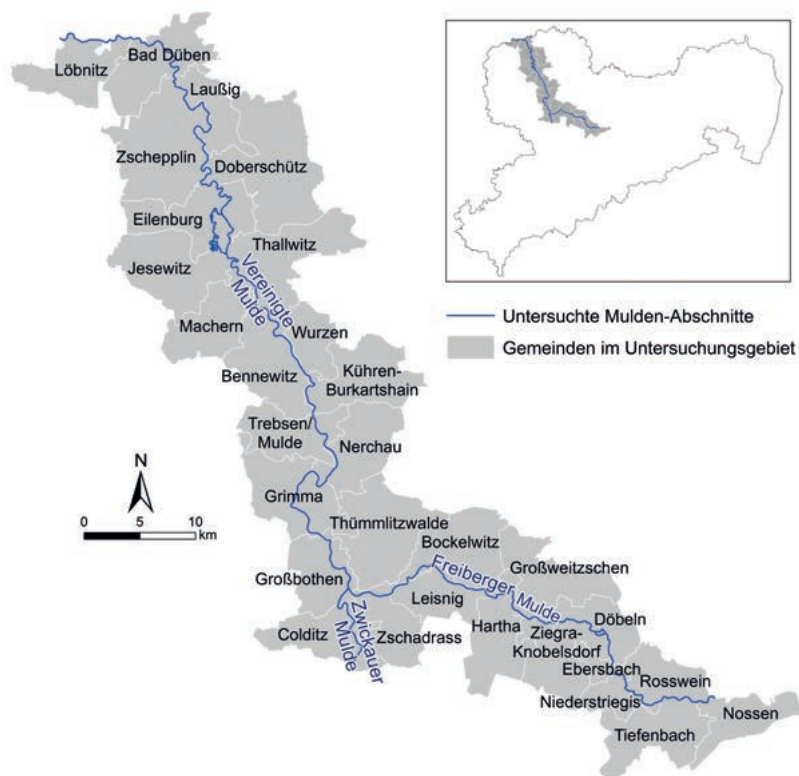 Löbnitz
Bad Düben
Laußig
Zschepplin
Doberschütz
Eilenburg
Thallwitz
Jesewitz
Vereinigte
Mulde
Machern
Wurzen
Bennewitz
Kühren-
Burkartshain
Trebsen/
Mulde
Nerchau
Grimma
Thümmlitzwalde
Bockelwitz
Großweitzschen
Großbothen
Freiberger Mulde
Leisnig
Döbeln
Colditz
Zwickauer
Mulde
Zschadrass
Hartha
Ziegra-
Knobelsdorf
Ebersbach
Rosswein
Niederstriegis
Nossen
Tiefenbach
Untersuchte Mulden-Abschnitte
Gemeinden im Untersuchungsgebiet
N
0 5 10
km